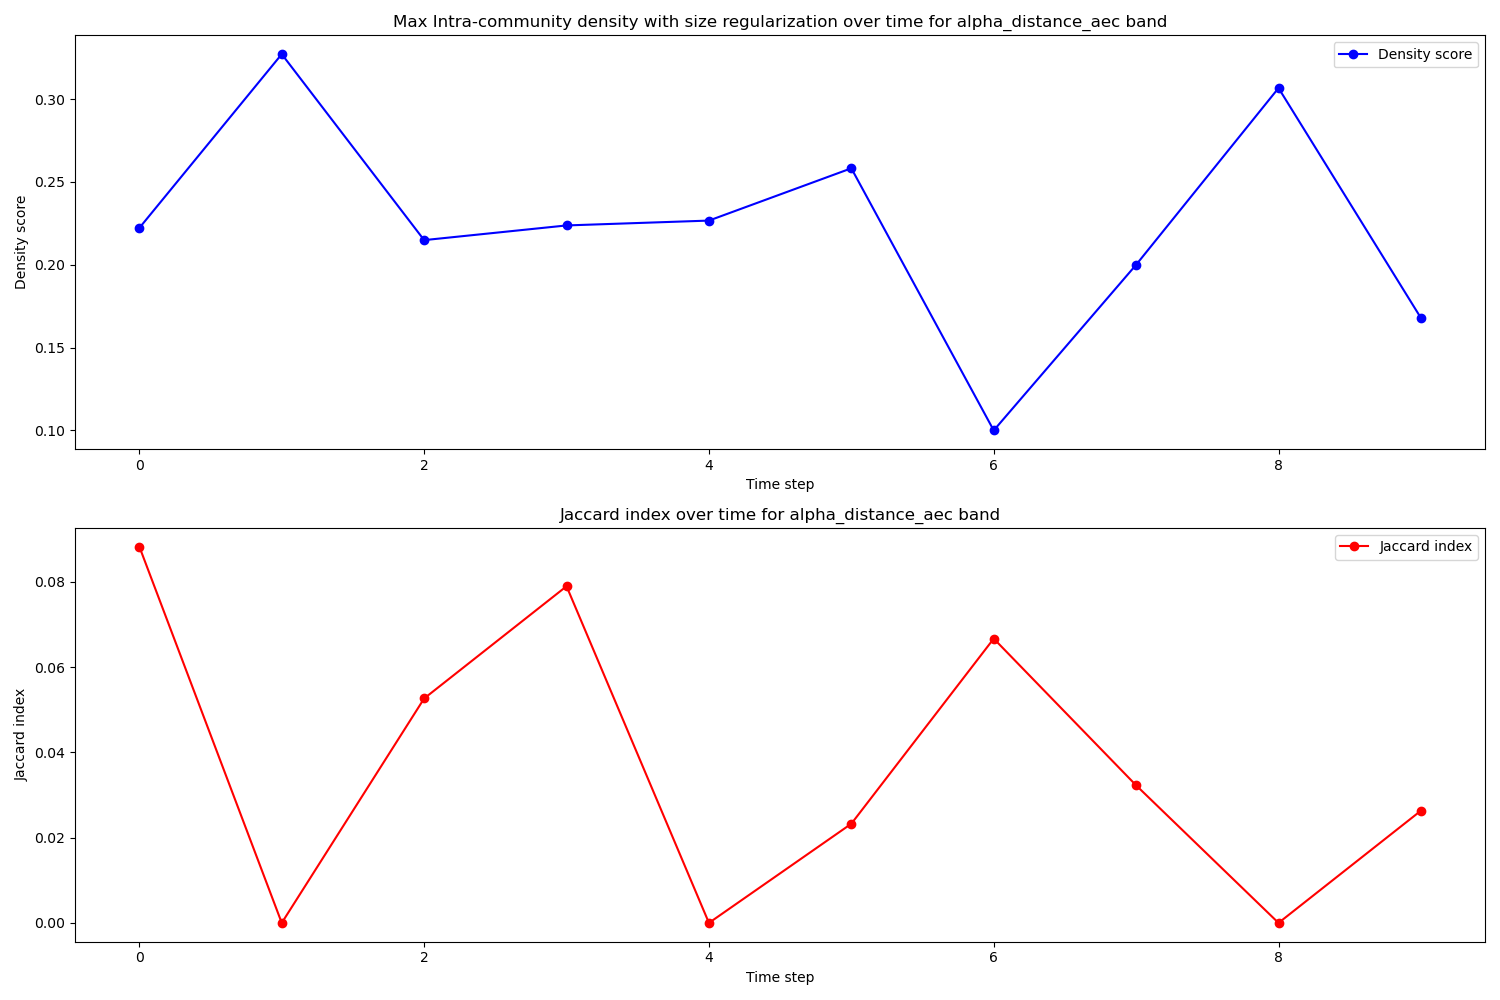 Max Intra-community density with size regularization over time for alpha_distance_aec band
Density score
0.30
0.25
0.20
0.15
0.10
Density score
0 2 4 6 8
Time step
Jaccard index over time for alpha_distance_aec band
Jaccard index
0.08
0.06
0.04
0.02
0.00
Jaccard index
0 2 4 6 8
Time step